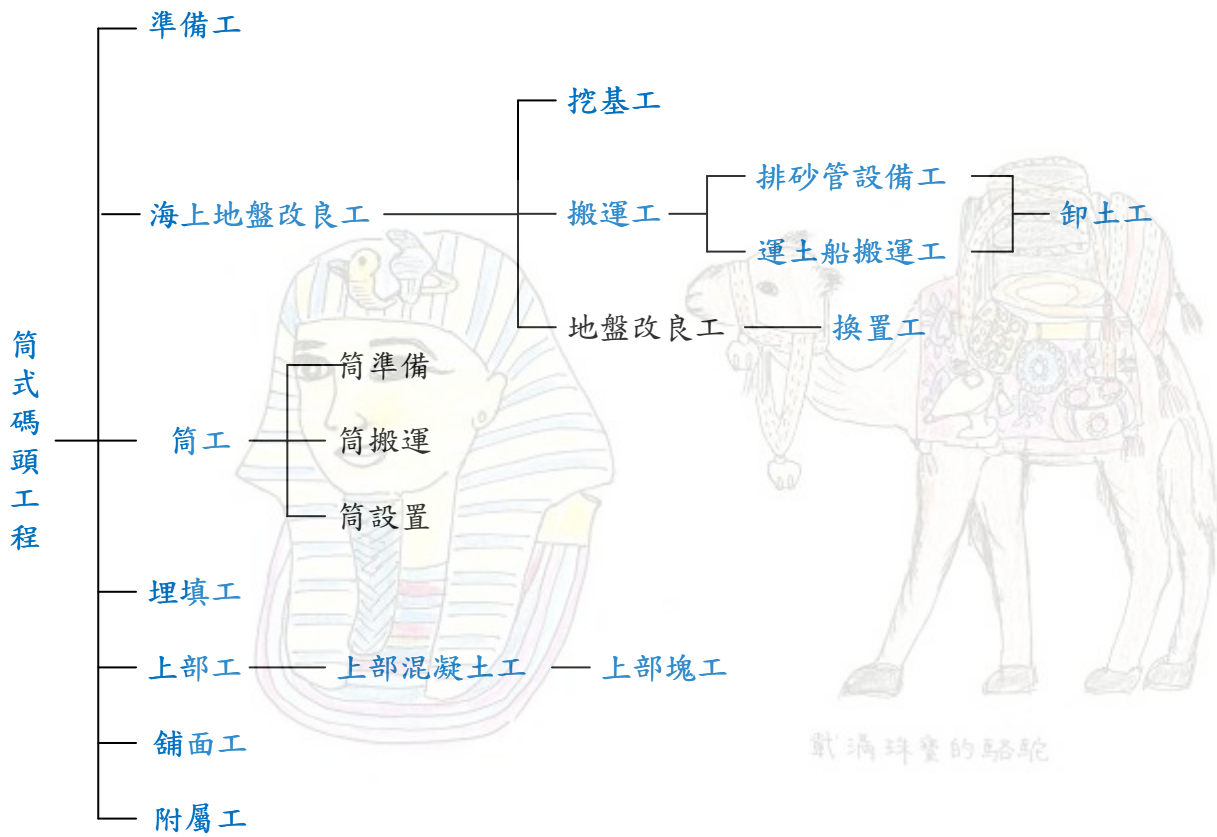 準備工
挖基工
排砂管設備工
海上地盤改良工
搬運工
卸土工
運土船搬運工
地盤改良工
換置工
筒式碼頭工程
筒準備
筒工
筒搬運
筒設置
埋填工
上部工
上部混凝土工
上部塊工
舖面工
載滿珠寶的駱駝
附屬工